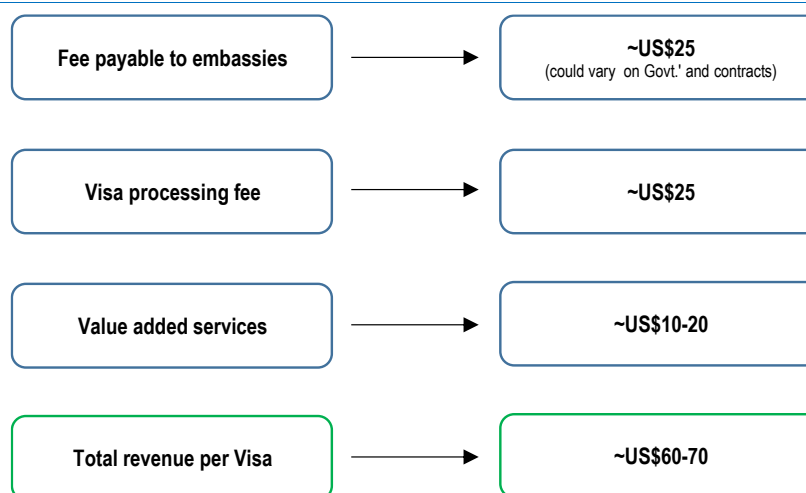 Fee payable to embassies
~US$25
(could vary on Govt.' and contracts)
Visa processing fee
~US$25
Value added services
~US$10-20
Total revenue per Visa
~US$60-70